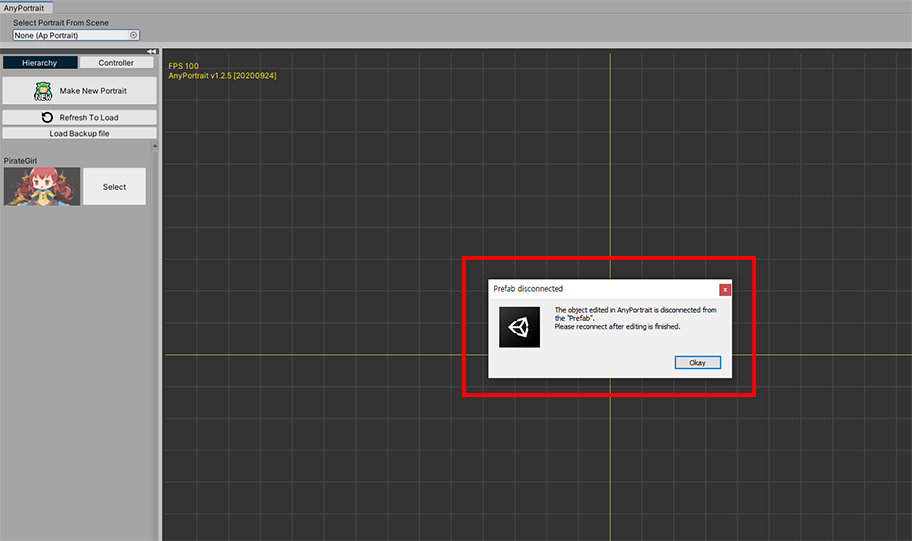 AnyPortrait
Select Portrait From Scene
None (Ap Portrait)
Hierarchy
Controller
FPS 100
AnyPortrait v1.2.5 [20200924]
NEW
Make New Portrait
Refresh To Load
Load Backup file
PirateGirl
Select
Prefab disconnected
x
The object edited in AnyPortrait is disconnected from
the "Prefab".
Please reconnect after editing is finished.
Okay